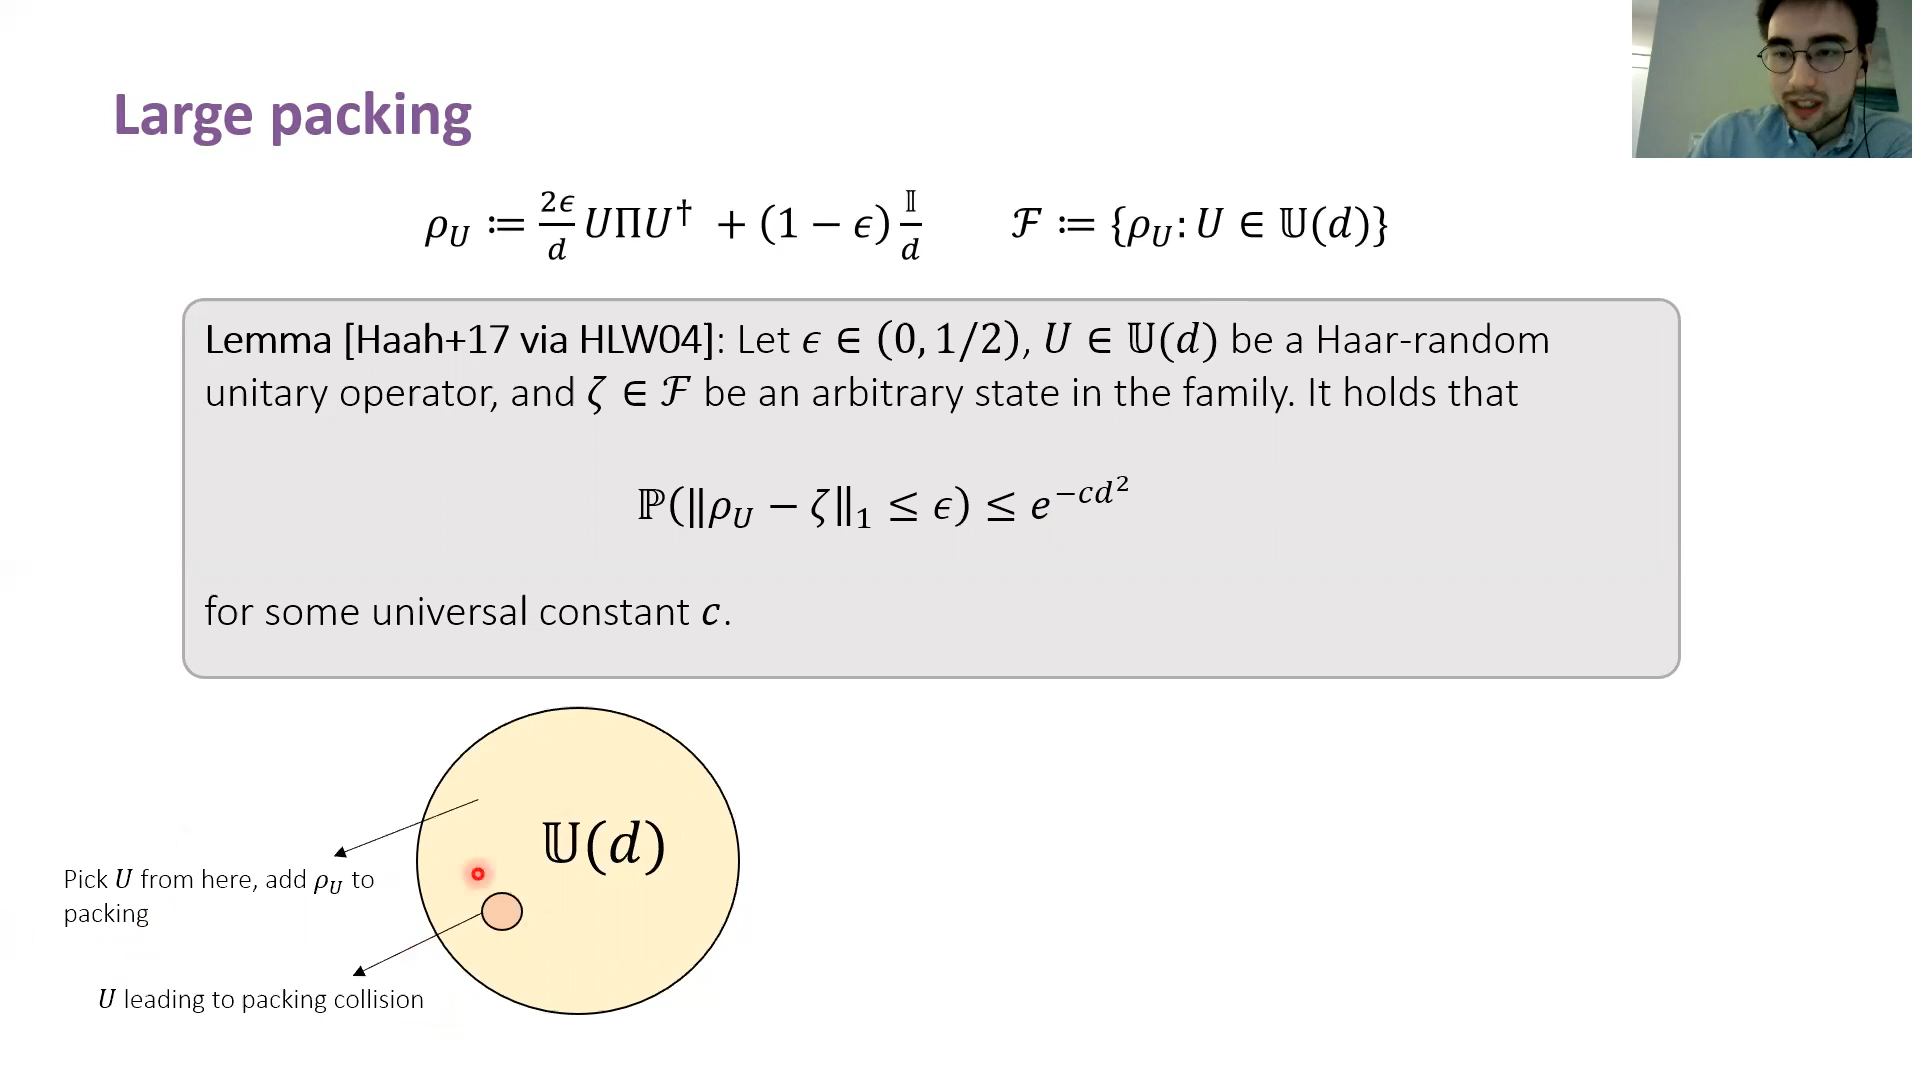 Large packing
ρ_U ≔ 2ϵ/d UΠU† + (1 − ϵ) 𝕀/d    ℱ ≔ {ρ_U: U ∈ 𝕌(d)}
Lemma [Haah+17 via HLW04]: Let ϵ ∈ (0, 1/2), U ∈ 𝕌(d) be a Haar-random
unitary operator, and ζ ∈ ℱ be an arbitrary state in the family. It holds that
ℙ(‖ρ_U − ζ‖₁ ≤ ϵ) ≤ e^{−cd²}
for some universal constant c.
𝕌(d)
Pick U from here, add ρ_U to
packing
U leading to packing collision